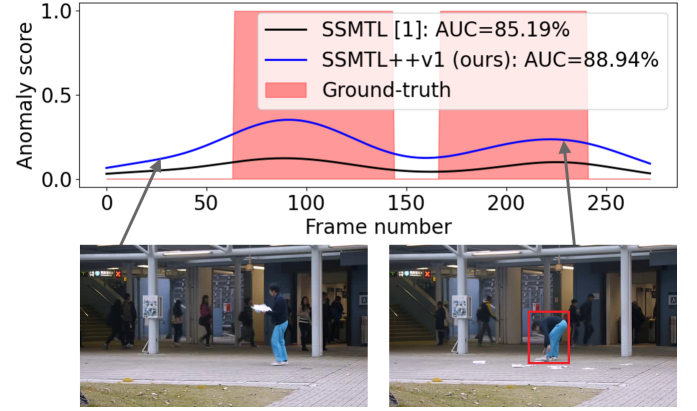 Anomaly score
1.0
0.5
0.0
SSMTL [1]: AUC=85.19%
SSMTL++v1 (ours): AUC=88.94%
Ground-truth
0 50 100 150 200 250
Frame number